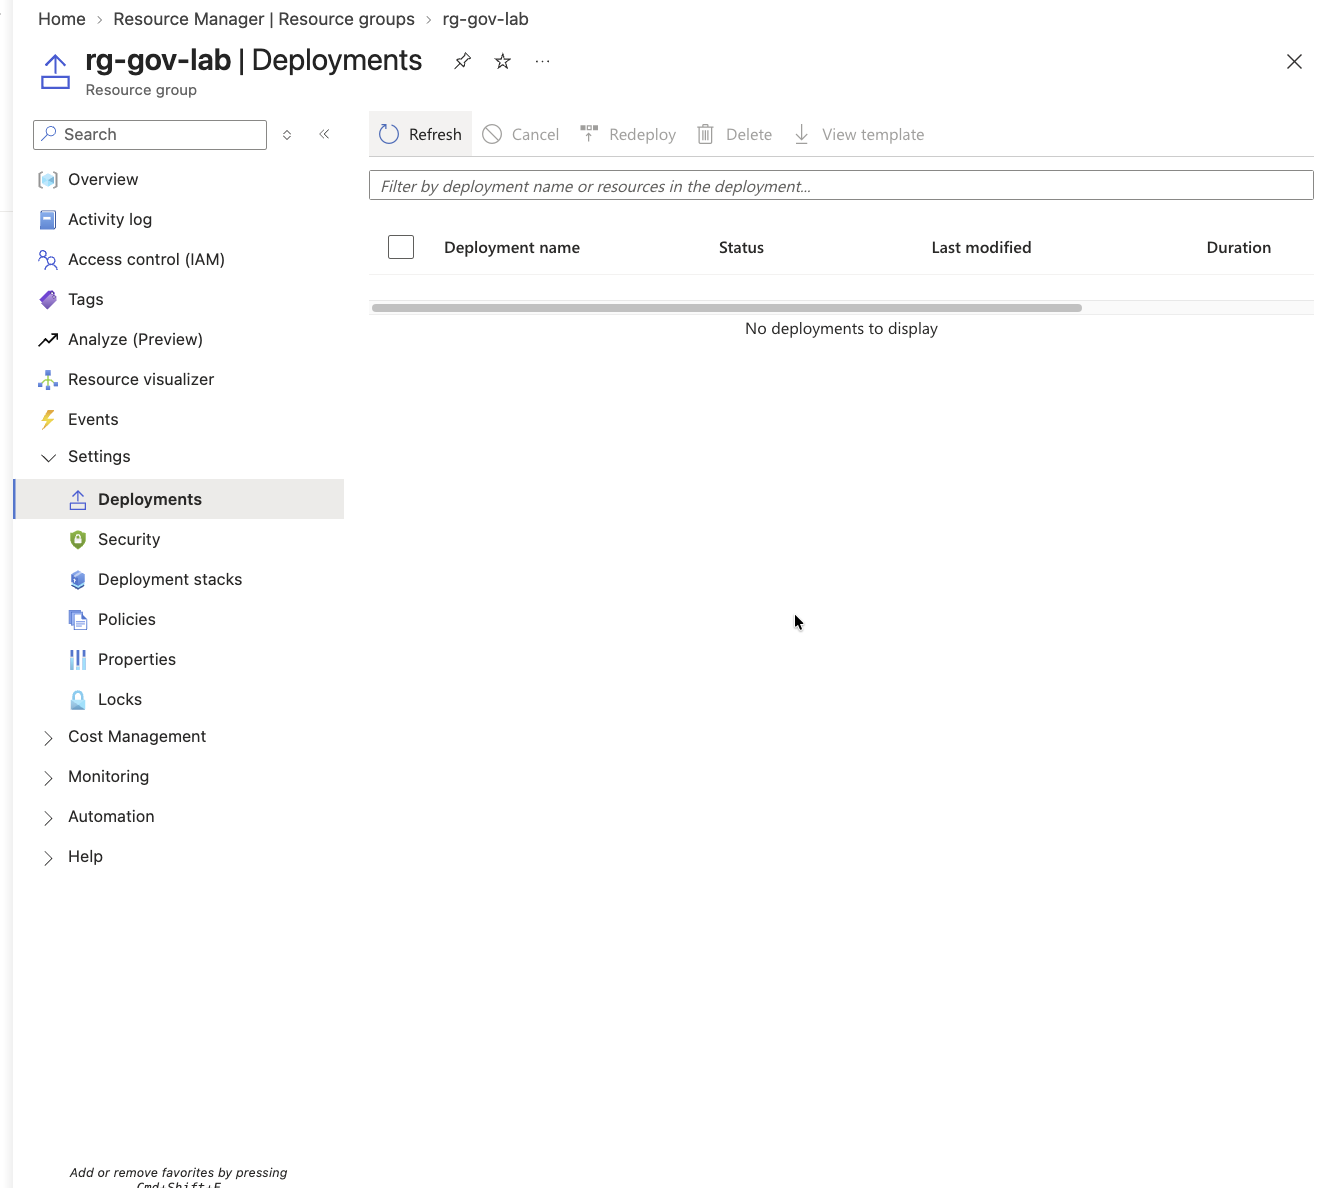 Home > Resource Manager | Resource groups > rg-gov-lab
rg-gov-lab | Deployments ...
Resource group
Search
Refresh Cancel Redeploy Delete View template
Filter by deployment name or resources in the deployment...
Overview
Activity log
Access control (IAM)
Tags
Analyze (Preview)
Resource visualizer
Events
Settings
Deployments
Security
Deployment stacks
Policies
Properties
Locks
Cost Management
Monitoring
Automation
Help
Deployment name Status Last modified Duration
No deployments to display
Add or remove favorites by pressing
Cmd+Shift+F